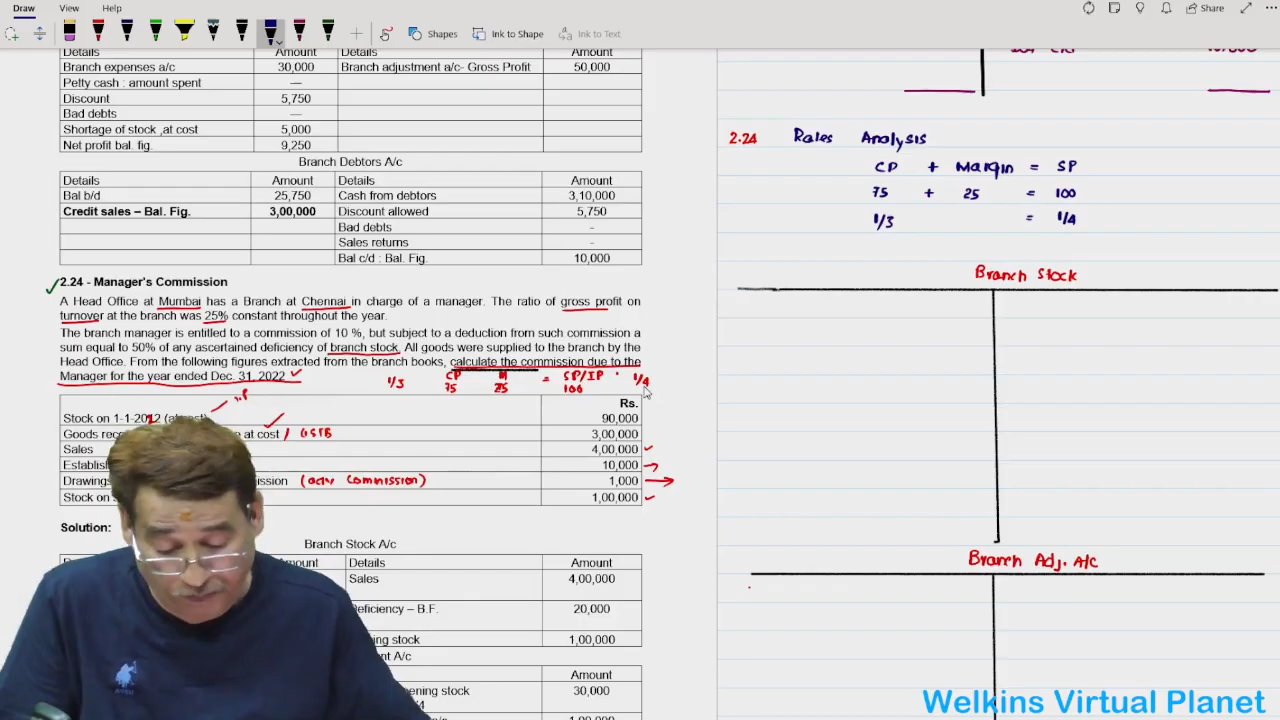 Draw View Help Share
Shapes Ink to Shape Ink to Text
Details Amount Details Amount
Branch expenses a/c 30,000 Branch adjustment a/c- Gross Profit 50,000
Petty cash : amount spent —
Discount 5,750
Bad debts —
Shortage of stock ,at cost 5,000
Net profit bal. fig. 9,250
Branch Debtors A/c
Details Amount Details Amount
Bal b/d 25,750 Cash from debtors 3,10,000
Credit sales – Bal. Fig. 3,00,000 Discount allowed 5,750
Bad debts -
Sales returns -
Bal c/d : Bal. Fig. 10,000
2.24 - Manager's Commission
A Head Office at Mumbai has a Branch at Chennai in charge of a manager. The ratio of gross profit on
turnover at the branch was 25% constant throughout the year.
The branch manager is entitled to a commission of 10 %, but subject to a deduction from such commission a
sum equal to 50% of any ascertained deficiency of branch stock. All goods were supplied to the branch by the
Head Office. From the following figures extracted from the branch books, calculate the commission due to the
Manager for the year ended Dec. 31, 2022
1/3 CP M = SP/IP 1/4
75 25 100
Rs.
Stock on 1-1-2012 90,000
Goods at cost / GSTB 3,00,000
Sales 4,00,000
10,000
Drawings (adv commission) 1,000
Stock on 1,00,000
Solution:
Branch Stock A/c
Details Amount
Sales 4,00,000
Deficiency – B.F. 20,000
stock 1,00,000
A/c
Amount
stock 30,000
2.24 Rates Analysis
CP + Margin = SP
75 + 25 = 100
1/3 = 1/4
Branch Stock
Branch Adj. A/c
Welkins Virtual Planet